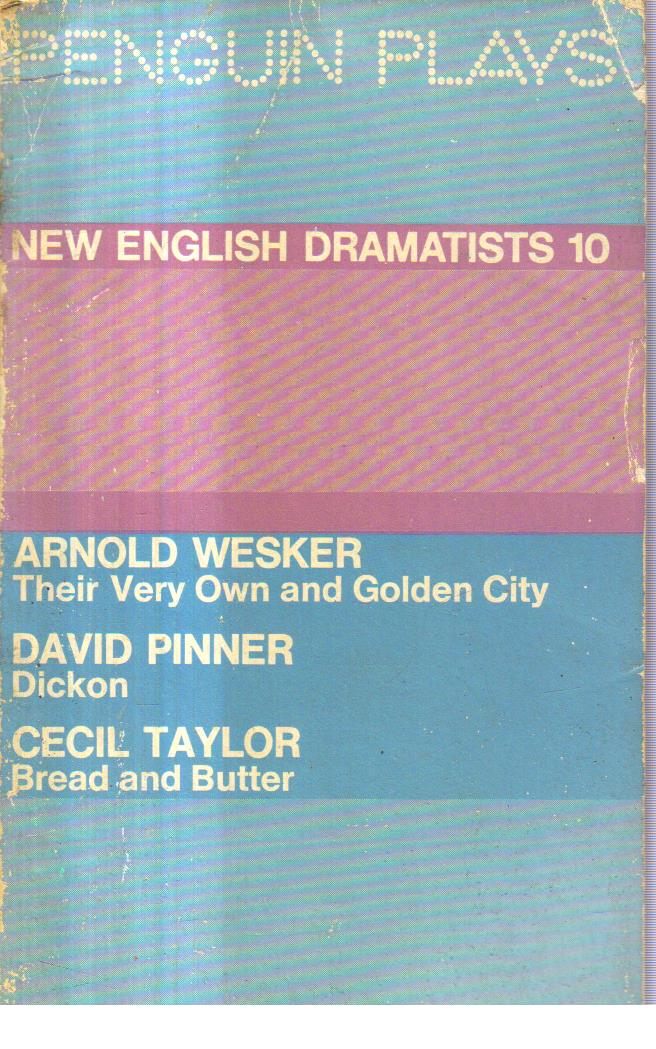 PENGUIN PLAYS
NEW ENGLISH DRAMATISTS 10
ARNOLD WESKER
Their Very Own and Golden City
DAVID PINNER
Dickon
CECIL TAYLOR
Bread and Butter